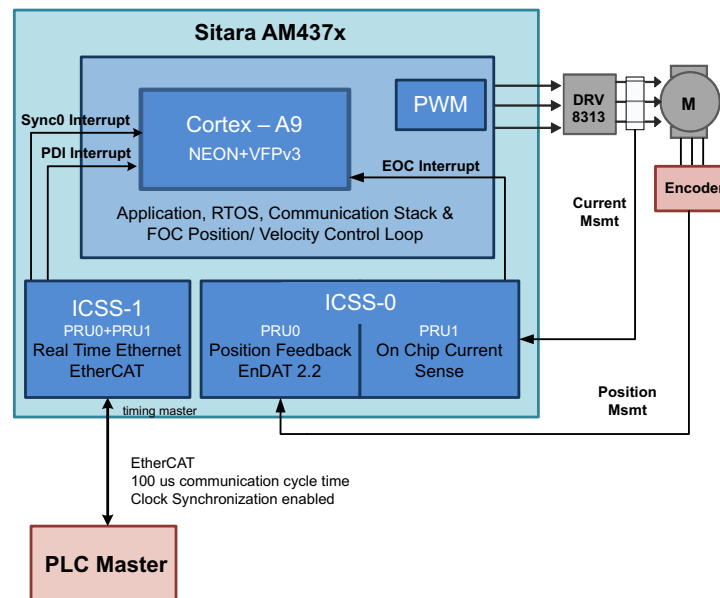 Sitara AM437x
Cortex – A9
NEON+VFPv3
PWM
DRV
8313
M
Sync0 Interrupt
PDI Interrupt
EOC Interrupt
Encoder
Application, RTOS, Communication Stack &
FOC Position/ Velocity Control Loop
Current
Msmt
ICSS-1
PRU0+PRU1
Real Time Ethernet
EtherCAT
ICSS-0
PRU0
Position Feedback
EnDAT 2.2
PRU1
On Chip Current
Sense
Position
Msmt
timing master
EtherCAT
100 us communication cycle time
Clock Synchronization enabled
PLC Master